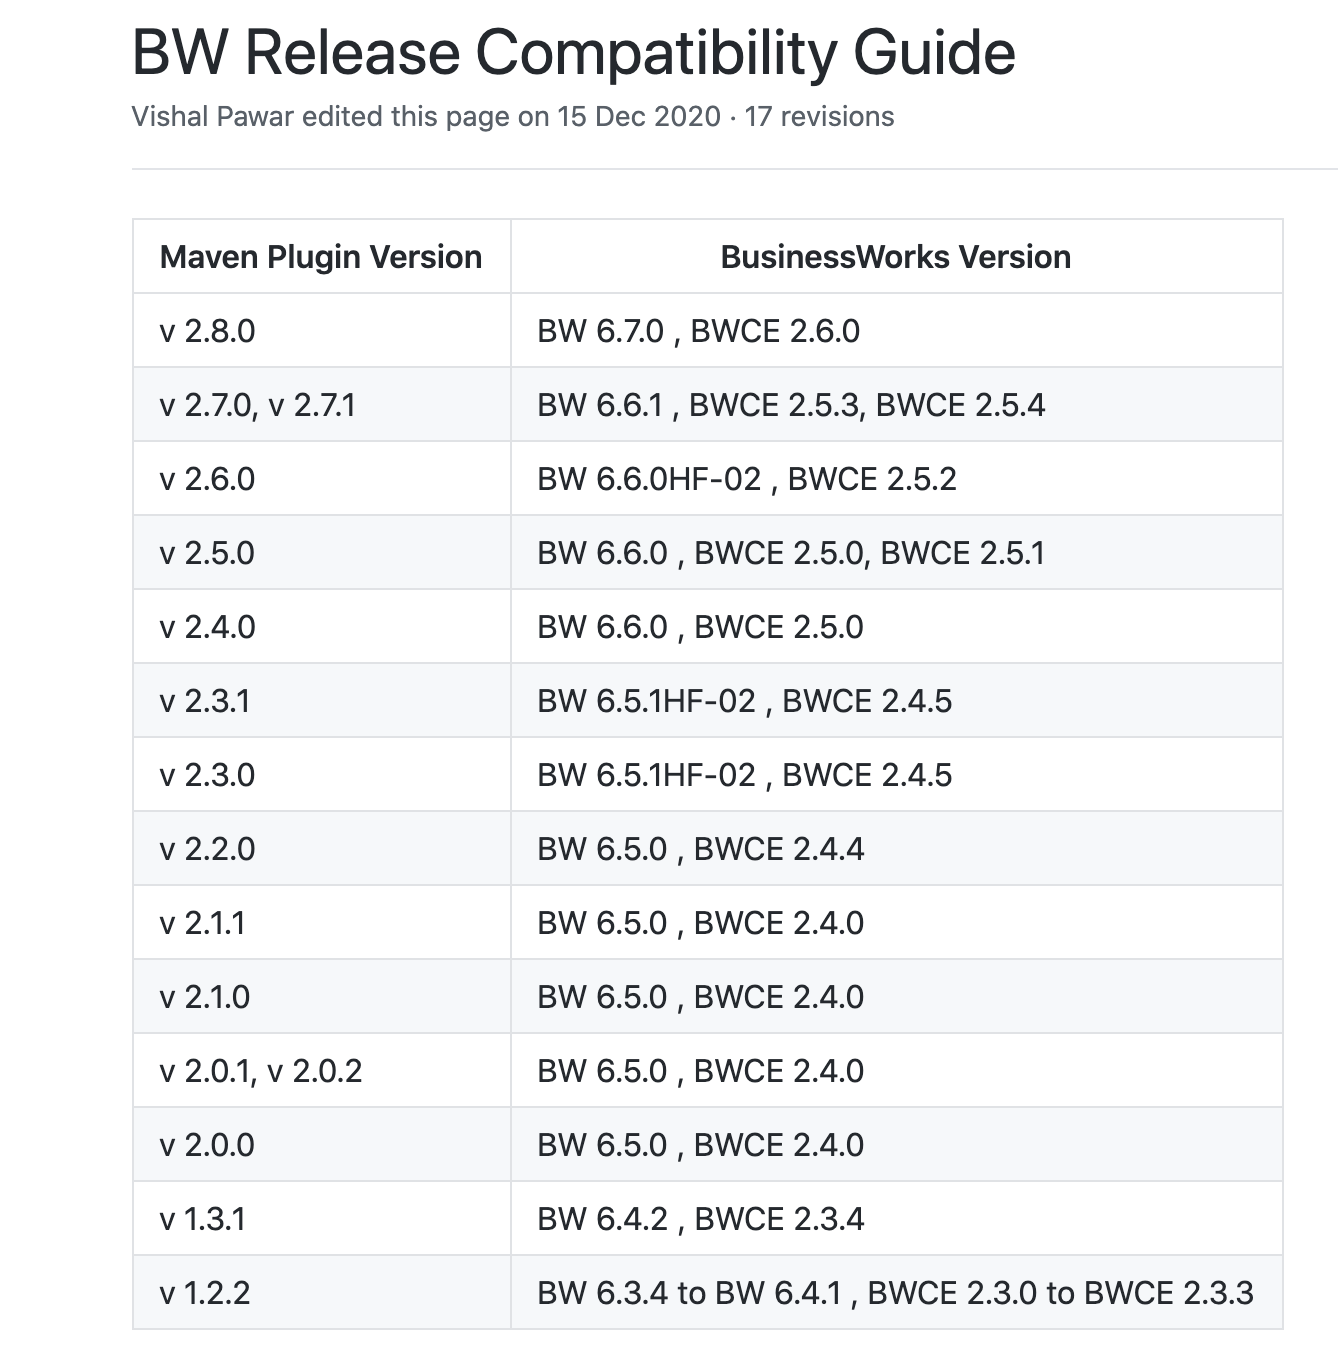 BW Release Compatibility Guide
Vishal Pawar edited this page on 15 Dec 2020 · 17 revisions
Maven Plugin Version BusinessWorks Version
v 2.8.0 BW 6.7.0 , BWCE 2.6.0
v 2.7.0, v 2.7.1 BW 6.6.1 , BWCE 2.5.3, BWCE 2.5.4
v 2.6.0 BW 6.6.0HF-02 , BWCE 2.5.2
v 2.5.0 BW 6.6.0 , BWCE 2.5.0, BWCE 2.5.1
v 2.4.0 BW 6.6.0 , BWCE 2.5.0
v 2.3.1 BW 6.5.1HF-02 , BWCE 2.4.5
v 2.3.0 BW 6.5.1HF-02 , BWCE 2.4.5
v 2.2.0 BW 6.5.0 , BWCE 2.4.4
v 2.1.1 BW 6.5.0 , BWCE 2.4.0
v 2.1.0 BW 6.5.0 , BWCE 2.4.0
v 2.0.1, v 2.0.2 BW 6.5.0 , BWCE 2.4.0
v 2.0.0 BW 6.5.0 , BWCE 2.4.0
v 1.3.1 BW 6.4.2 , BWCE 2.3.4
v 1.2.2 BW 6.3.4 to BW 6.4.1 , BWCE 2.3.0 to BWCE 2.3.3